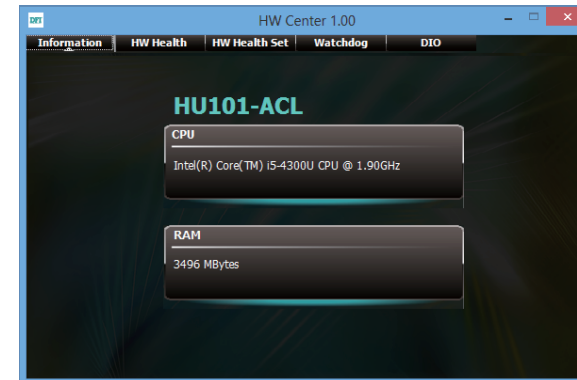 DFI HW Center 1.00
Information HW Health HW Health Set Watchdog DIO
HU101-ACL
CPU
Intel(R) Core(TM) i5-4300U CPU @ 1.90GHz
RAM
3496 MBytes